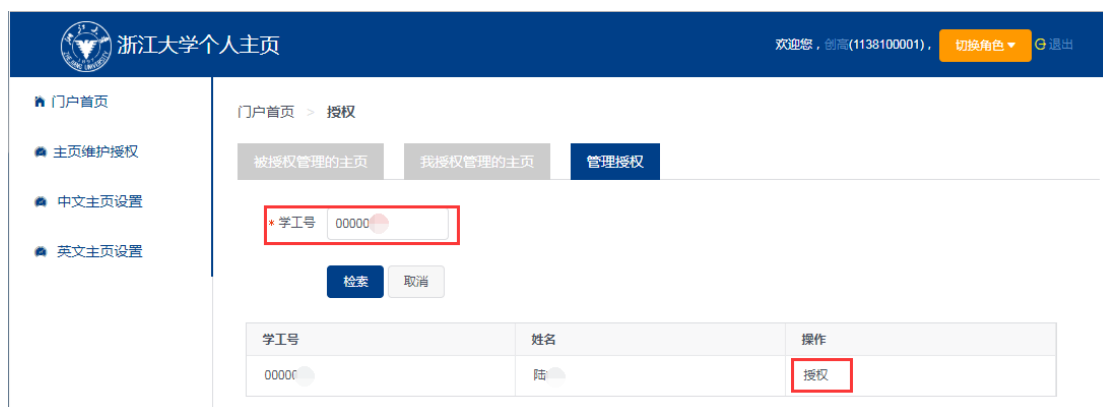 浙江大学个人主页
欢迎您，创高(1138100001)， 切换角色 退出
门户首页
主页维护授权
中文主页设置
英文主页设置
门户首页 > 授权
被授权管理的主页 我授权管理的主页 管理授权
* 学工号 00000
检索 取消
学工号 姓名 操作
00000 陆 授权